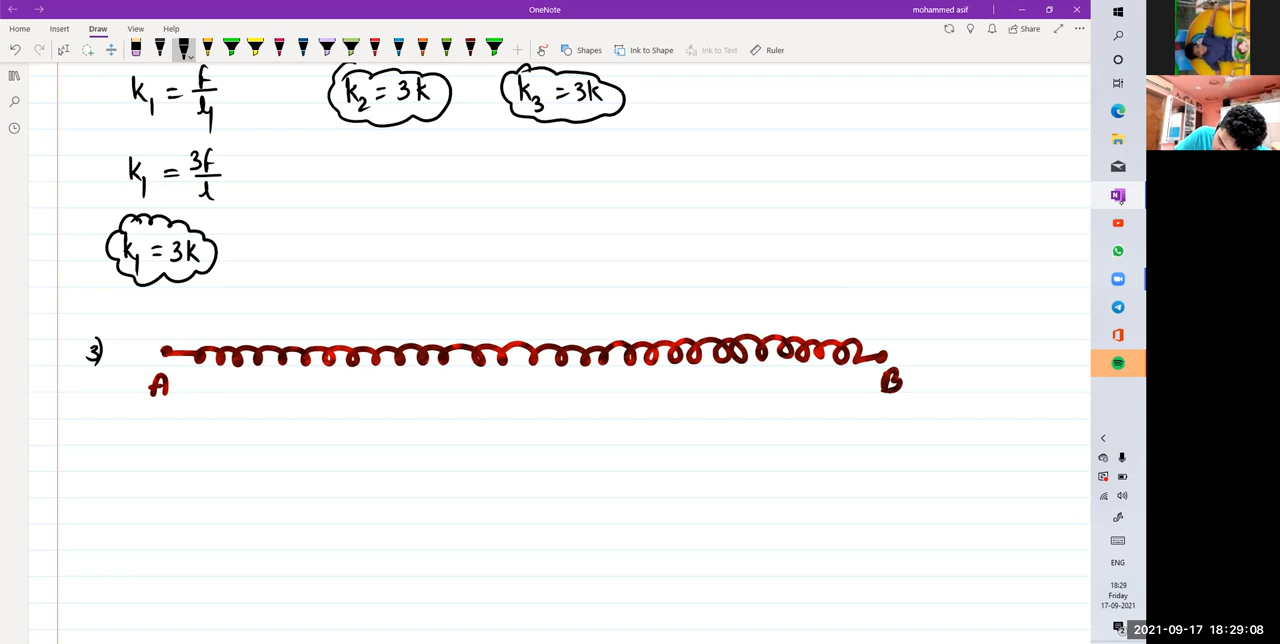 OneNote
mohammed asif
Home Insert Draw View Help
Share
Shapes Ink to Shape Ink to Text Ruler
k₁ = F/l₁ k₂ = 3k k₃ = 3k
k₁ = 3F/l
k₁ = 3k
3)
A B
ENG
18:29
Friday
17-09-2021
2021-09-17 18:29:08